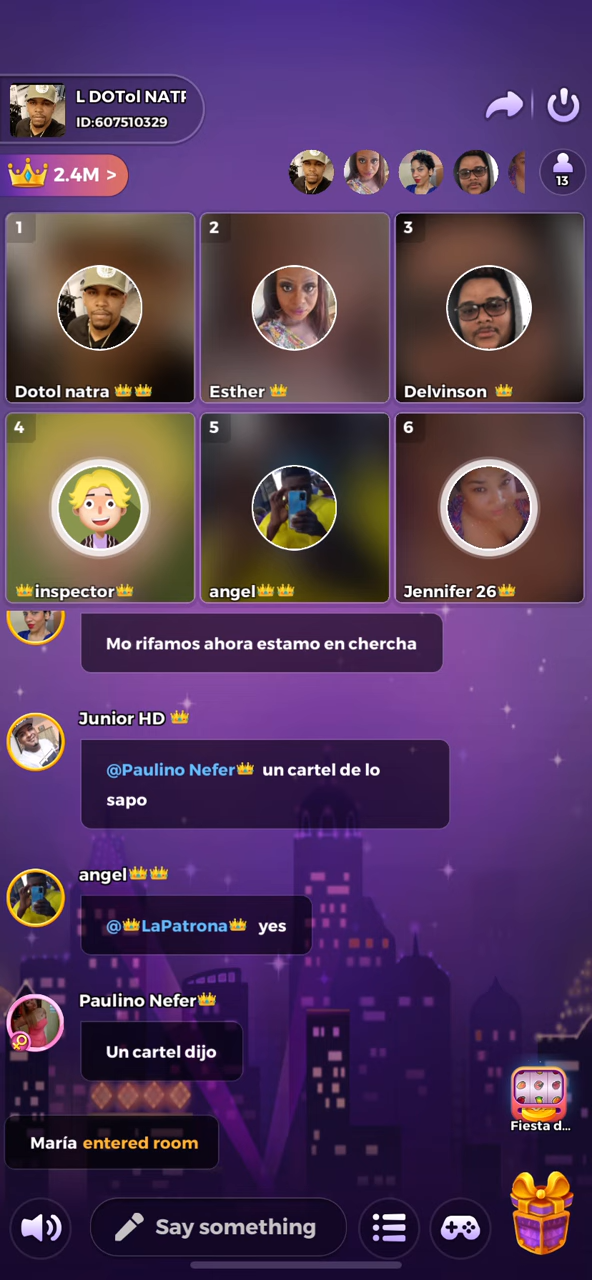 L DOTol NATR
ID:607510329
2.4M >
13
1
2
3
Dotol natra
Esther
Delvinson
4
5
6
inspector
angel
Jennifer 26
Mo rifamos ahora estamo en chercha
Junior HD
@Paulino Nefer un cartel de lo
sapo
angel
@LaPatrona yes
Paulino Nefer
Un cartel dijo
Fiesta d...
María entered room
Say something